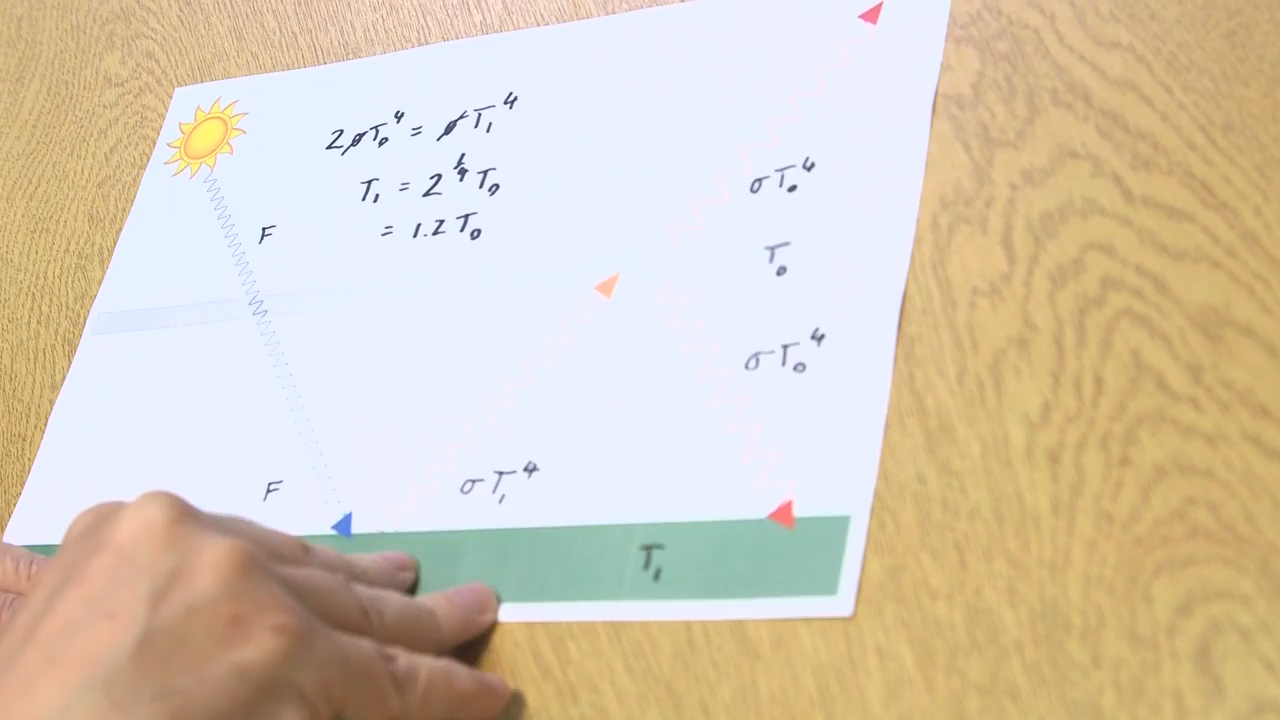 2σT₀⁴ = σT₁⁴
T₁ = 2^¼ T₀
= 1.2 T₀
F
σT₀⁴
T₀
σT₀⁴
F
σT₁⁴
T₁